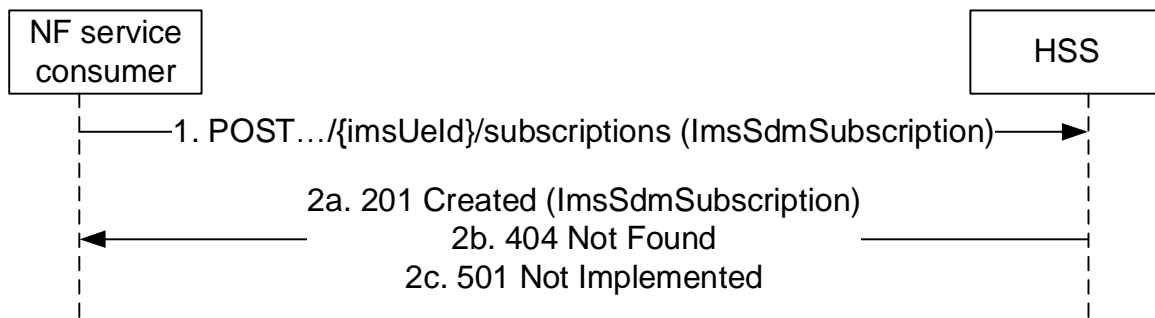 NF service
consumer
HSS
1. POST…/{imsUeId}/subscriptions (ImsSdmSubscription)
2a. 201 Created (ImsSdmSubscription)
2b. 404 Not Found
2c. 501 Not Implemented